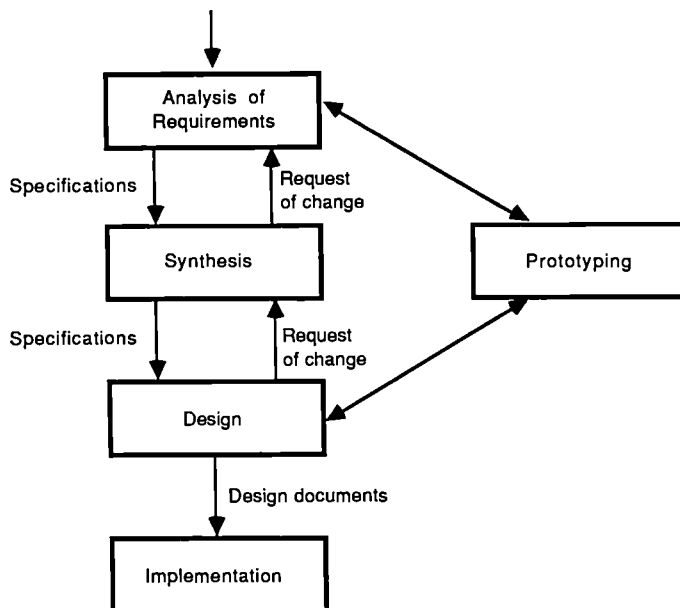 Analysis of
Requirements
Specifications
Request
of change
Synthesis
Prototyping
Specifications
Request
of change
Design
Design documents
Implementation